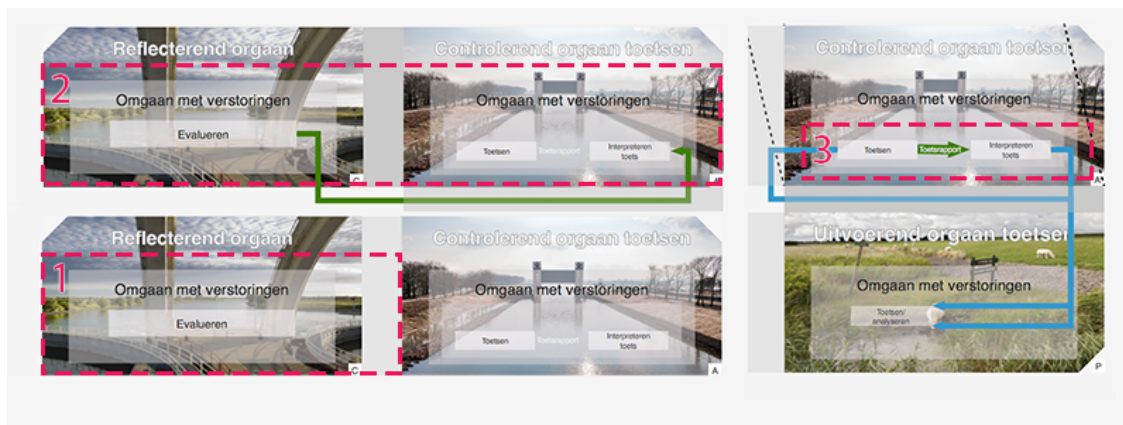 Reflecterend orgaan
2
Omgaan met verstoringen
Evalueren
C
Controlerend orgaan toetsen
Omgaan met verstoringen
Toetsen
Toetsrapport
Interpreteren
toets
A
Controlerend orgaan toetsen
Omgaan met verstoringen
3
Toetsen
Toetsrapport
Interpreteren
toets
A
Reflecterend orgaan
1
Omgaan met verstoringen
Evalueren
C
Controlerend orgaan toetsen
Omgaan met verstoringen
Toetsen
Toetsrapport
Interpreteren
toets
A
Uitvoerend orgaan toetsen
Omgaan met verstoringen
Toetsen/
analyseren
P